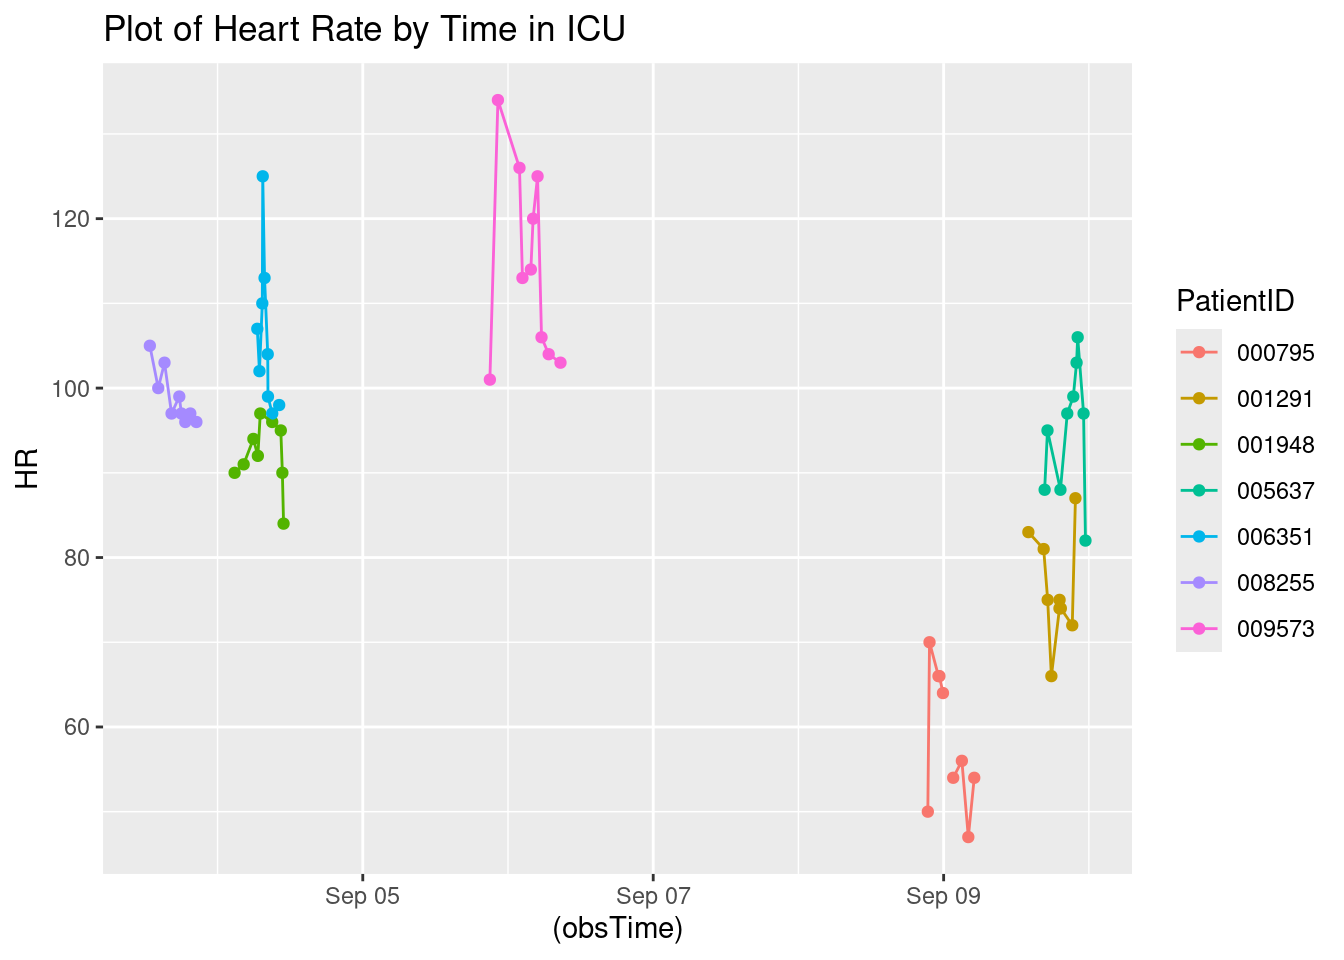 Plot of Heart Rate by Time in ICU
HR
120
100
80
60
Sep 05
Sep 07
Sep 09
(obsTime)
PatientID
000795
001291
001948
005637
006351
008255
009573